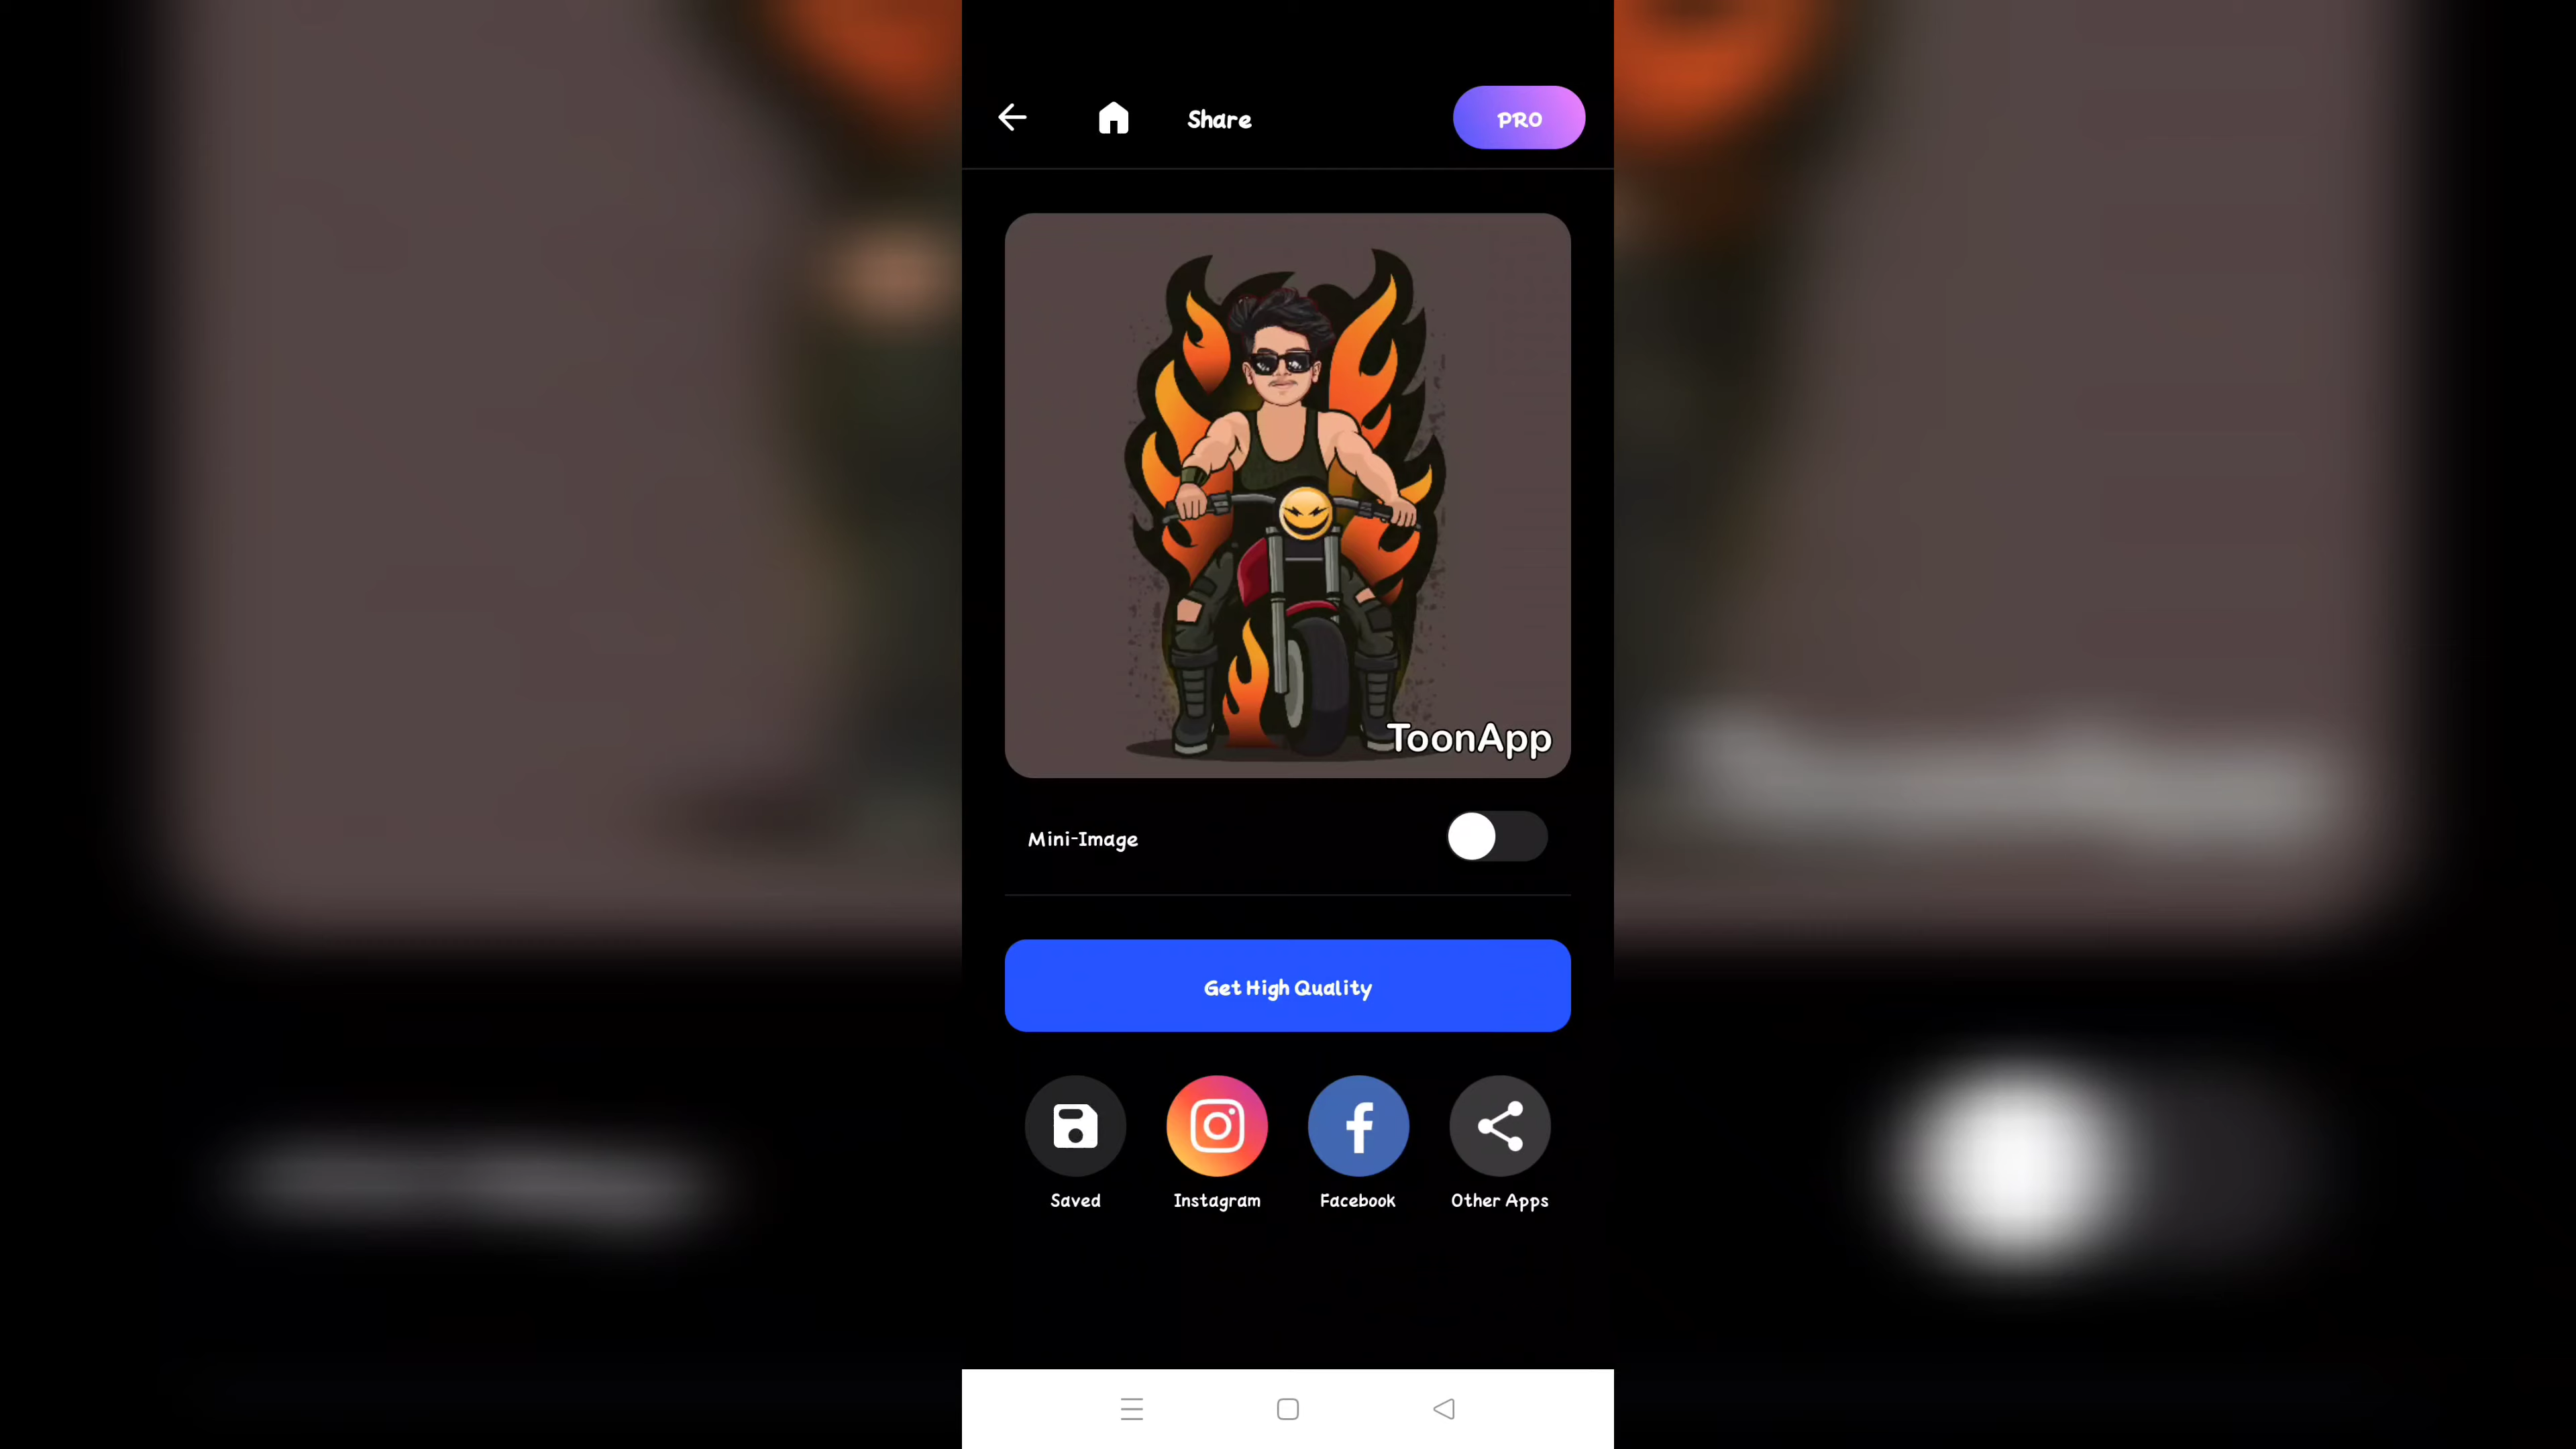 Share
PRO
ToonApp
Mini-Image
Get High Quality
Saved
Instagram
Facebook
Other Apps